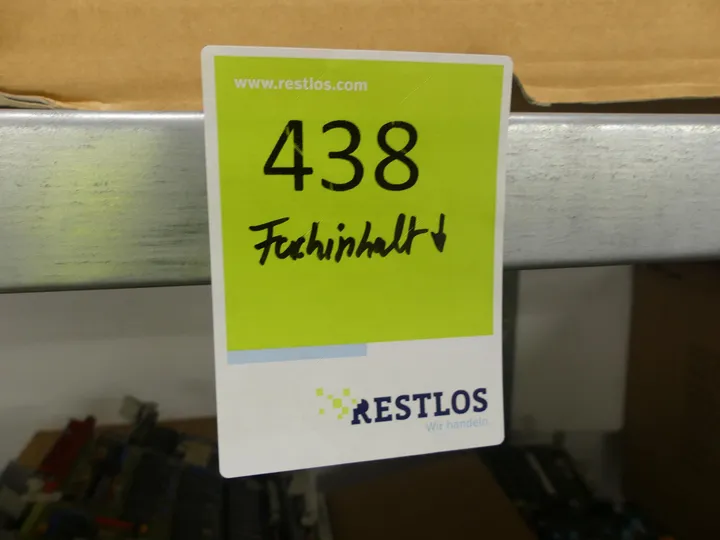 www.restlos.com
438
Fachinhalt ↓
RESTLOS
Wir handeln.